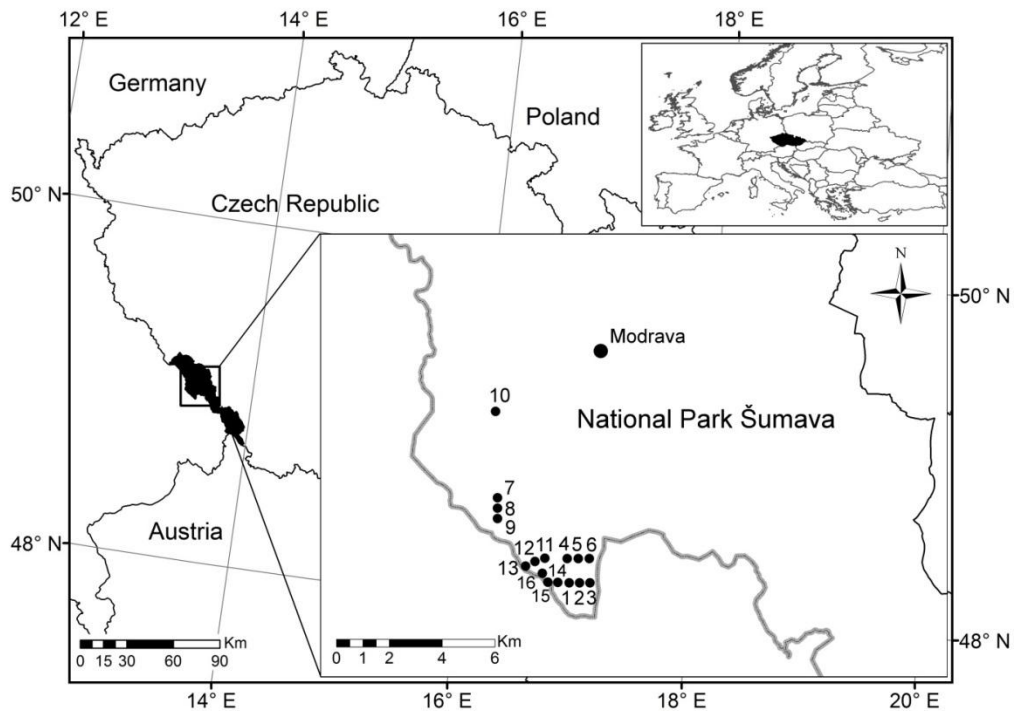 12° E
14° E
16° E
18° E
Germany
Poland
50° N
Czech Republic
N
50° N
Modrava
10
National Park Šumava
7
8
9
Austria
48° N
12 11 4 5 6
13
14
16
15 1 2 3
Km
0 15 30 60 90
Km
0 1 2 4 6
48° N
14° E
16° E
18° E
20° E